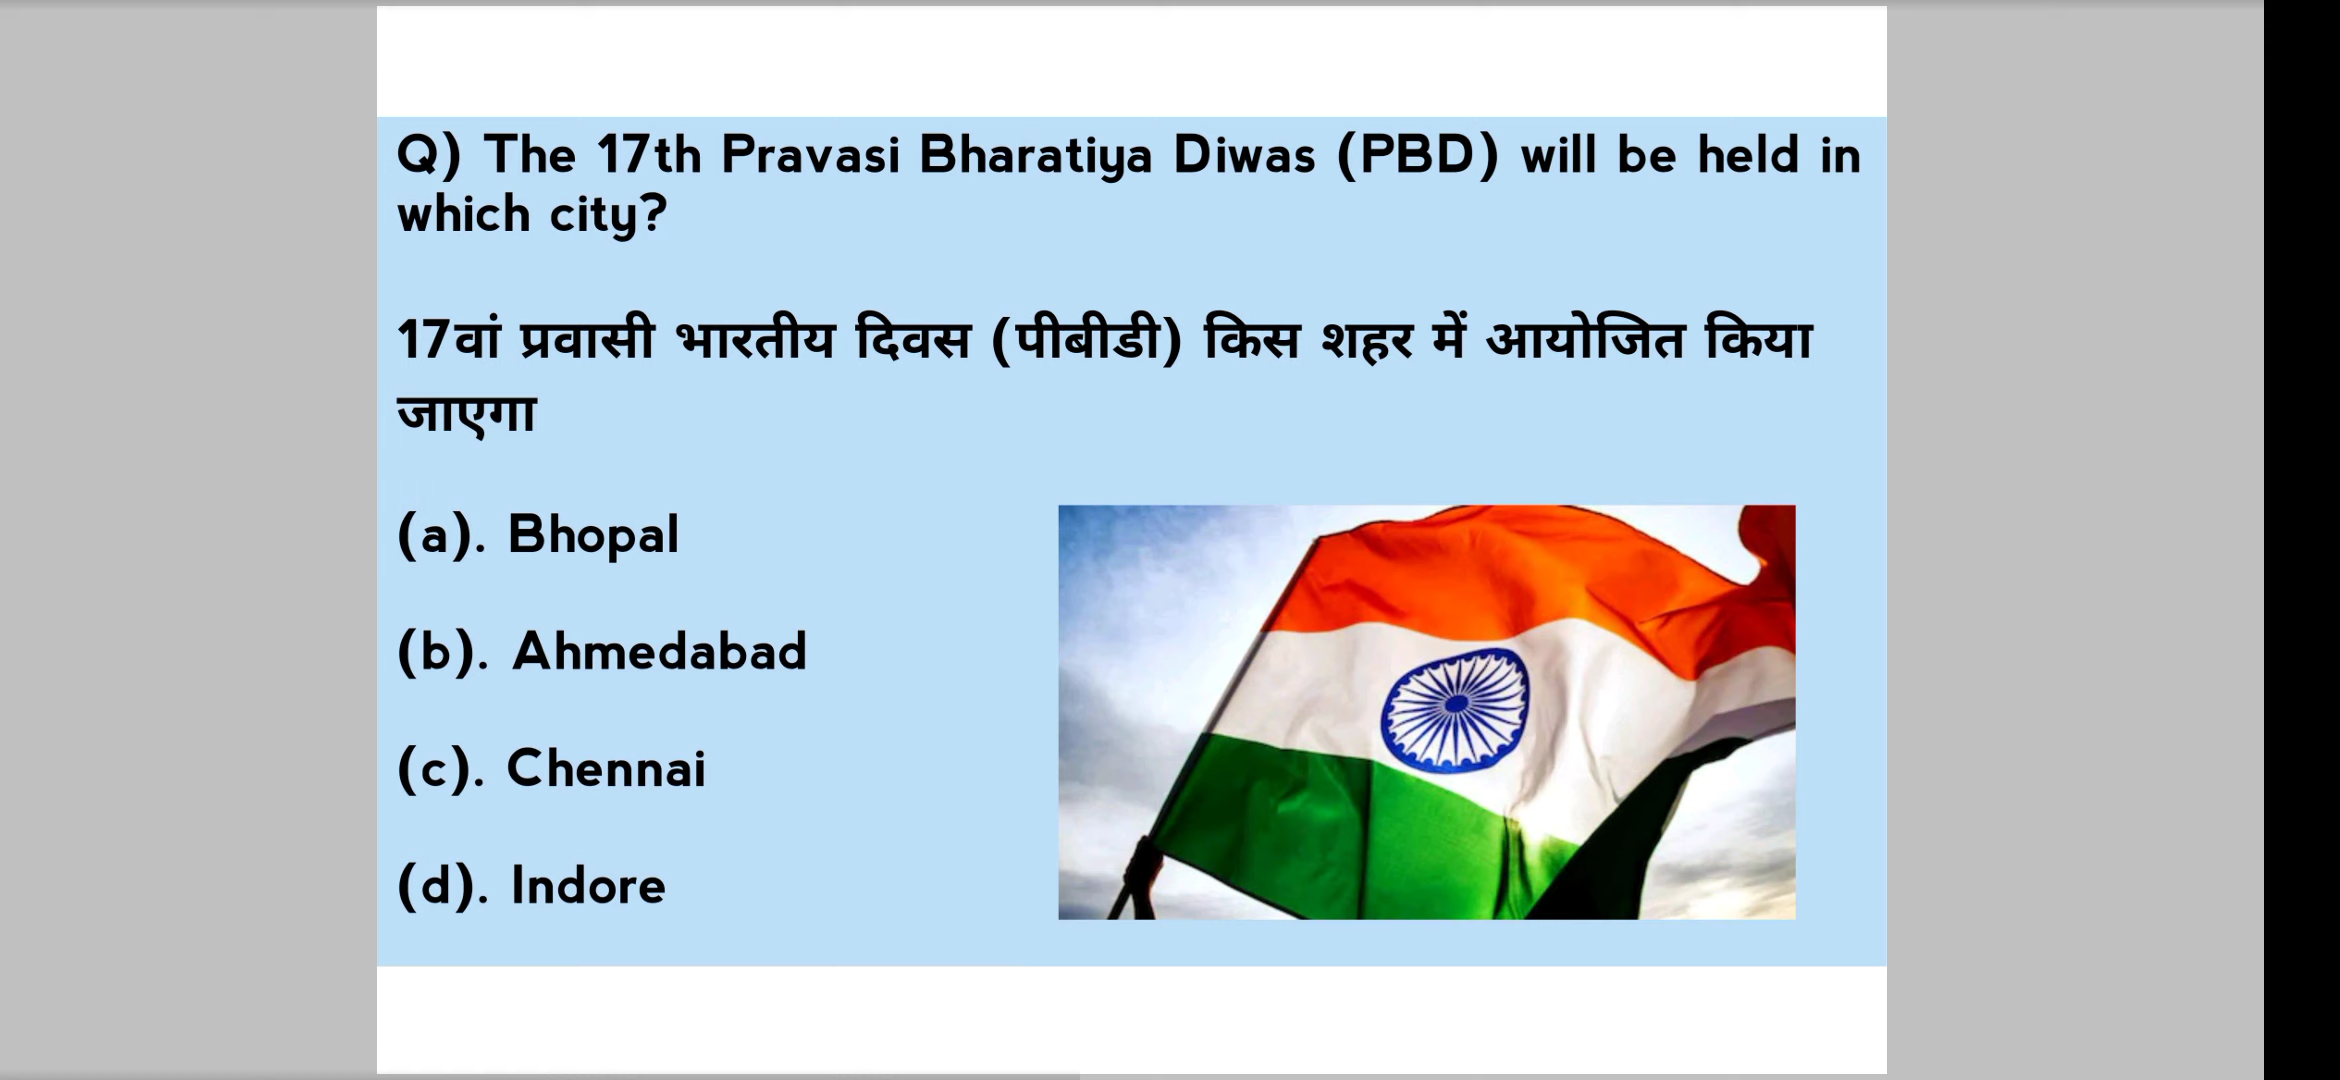 Q) The 17th Pravasi Bharatiya Diwas (PBD) will be held in
which city?
17वां प्रवासी भारतीय दिवस (पीबीडी) किस शहर में आयोजित किया
जाएगा
(a). Bhopal
(b). Ahmedabad
(c). Chennai
(d). Indore